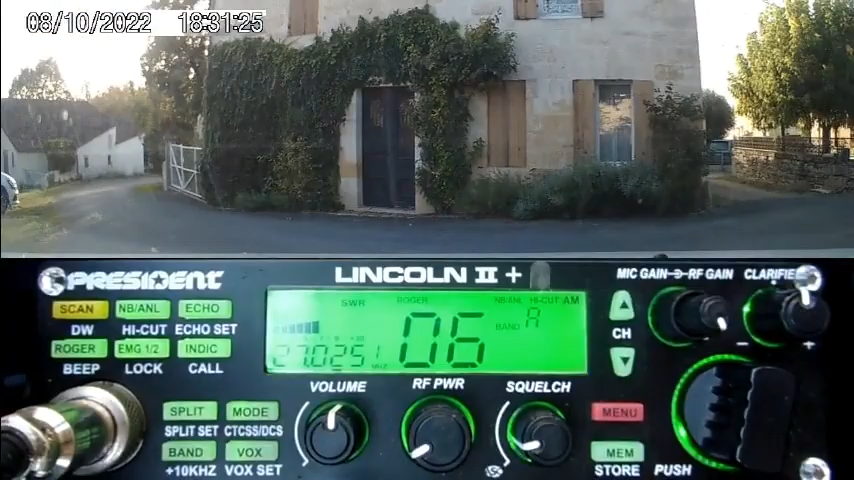 08/10/2022 18:31:25
PRESIDENT LINCOLN II + MIC GAIN RF GAIN CLARIFIER
SCAN NB/ANL ECHO
DW HI-CUT ECHO SET
ROGER EMG 1/2 INDIC
BEEP LOCK CALL
SWR ROGER NB/ANL HI-CUT AM
BAND A
06
27.0251
CH
VOLUME RF PWR SQUELCH
SPLIT MODE
SPLIT SET CTCSS/DCS
BAND VOX
+10KHZ VOX SET
MENU
MEM
STORE PUSH
- +